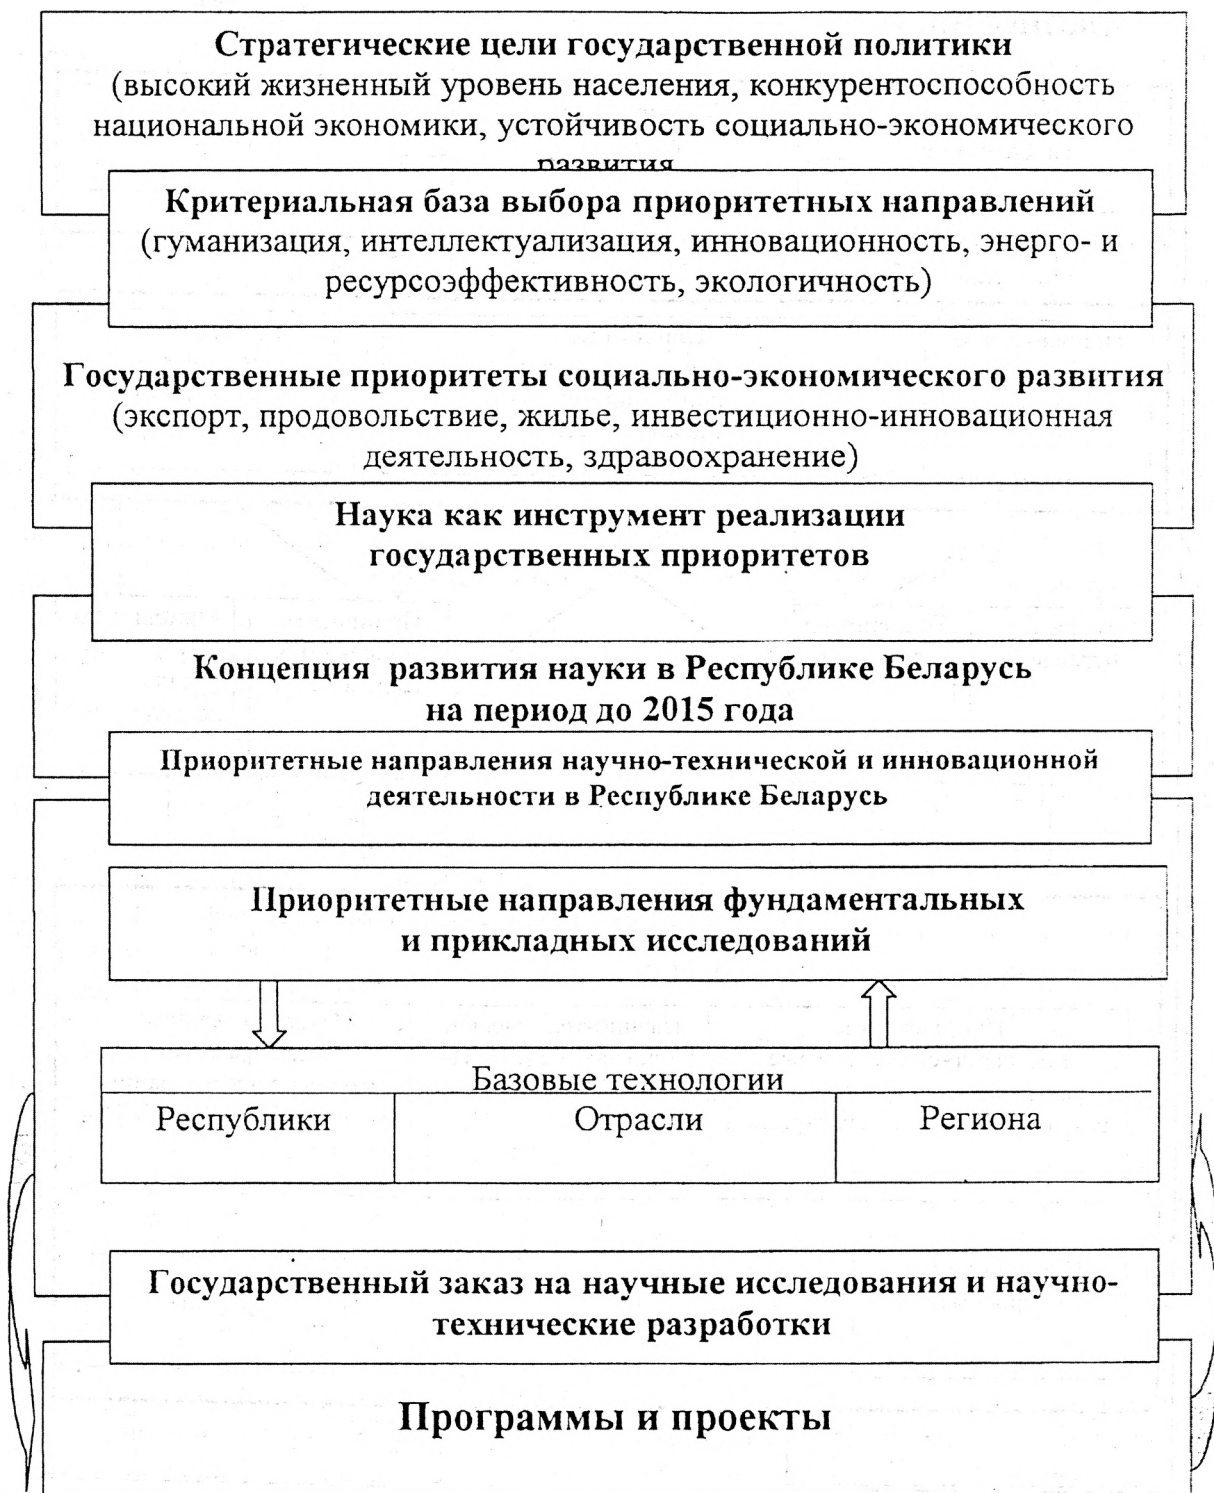 Стратегические цели государственной политики
(высокий жизненный уровень населения, конкурентоспособность
национальной экономики, устойчивость социально-экономического
развития
Критериальная база выбора приоритетных направлений
(гуманизация, интеллектуализация, инновационность, энерго- и
ресурсоэффективность, экологичность)
Государственные приоритеты социально-экономического развития
(экспорт, продовольствие, жилье, инвестиционно-инновационная
деятельность, здравоохранение)
Наука как инструмент реализации
государственных приоритетов
Концепция развития науки в Республике Беларусь
на период до 2015 года
Приоритетные направления научно-технической и инновационной
деятельности в Республике Беларусь
Приоритетные направления фундаментальных
и прикладных исследований
Базовые технологии
Республики Отрасли Региона
Государственный заказ на научные исследования и научно-
технические разработки
Программы и проекты